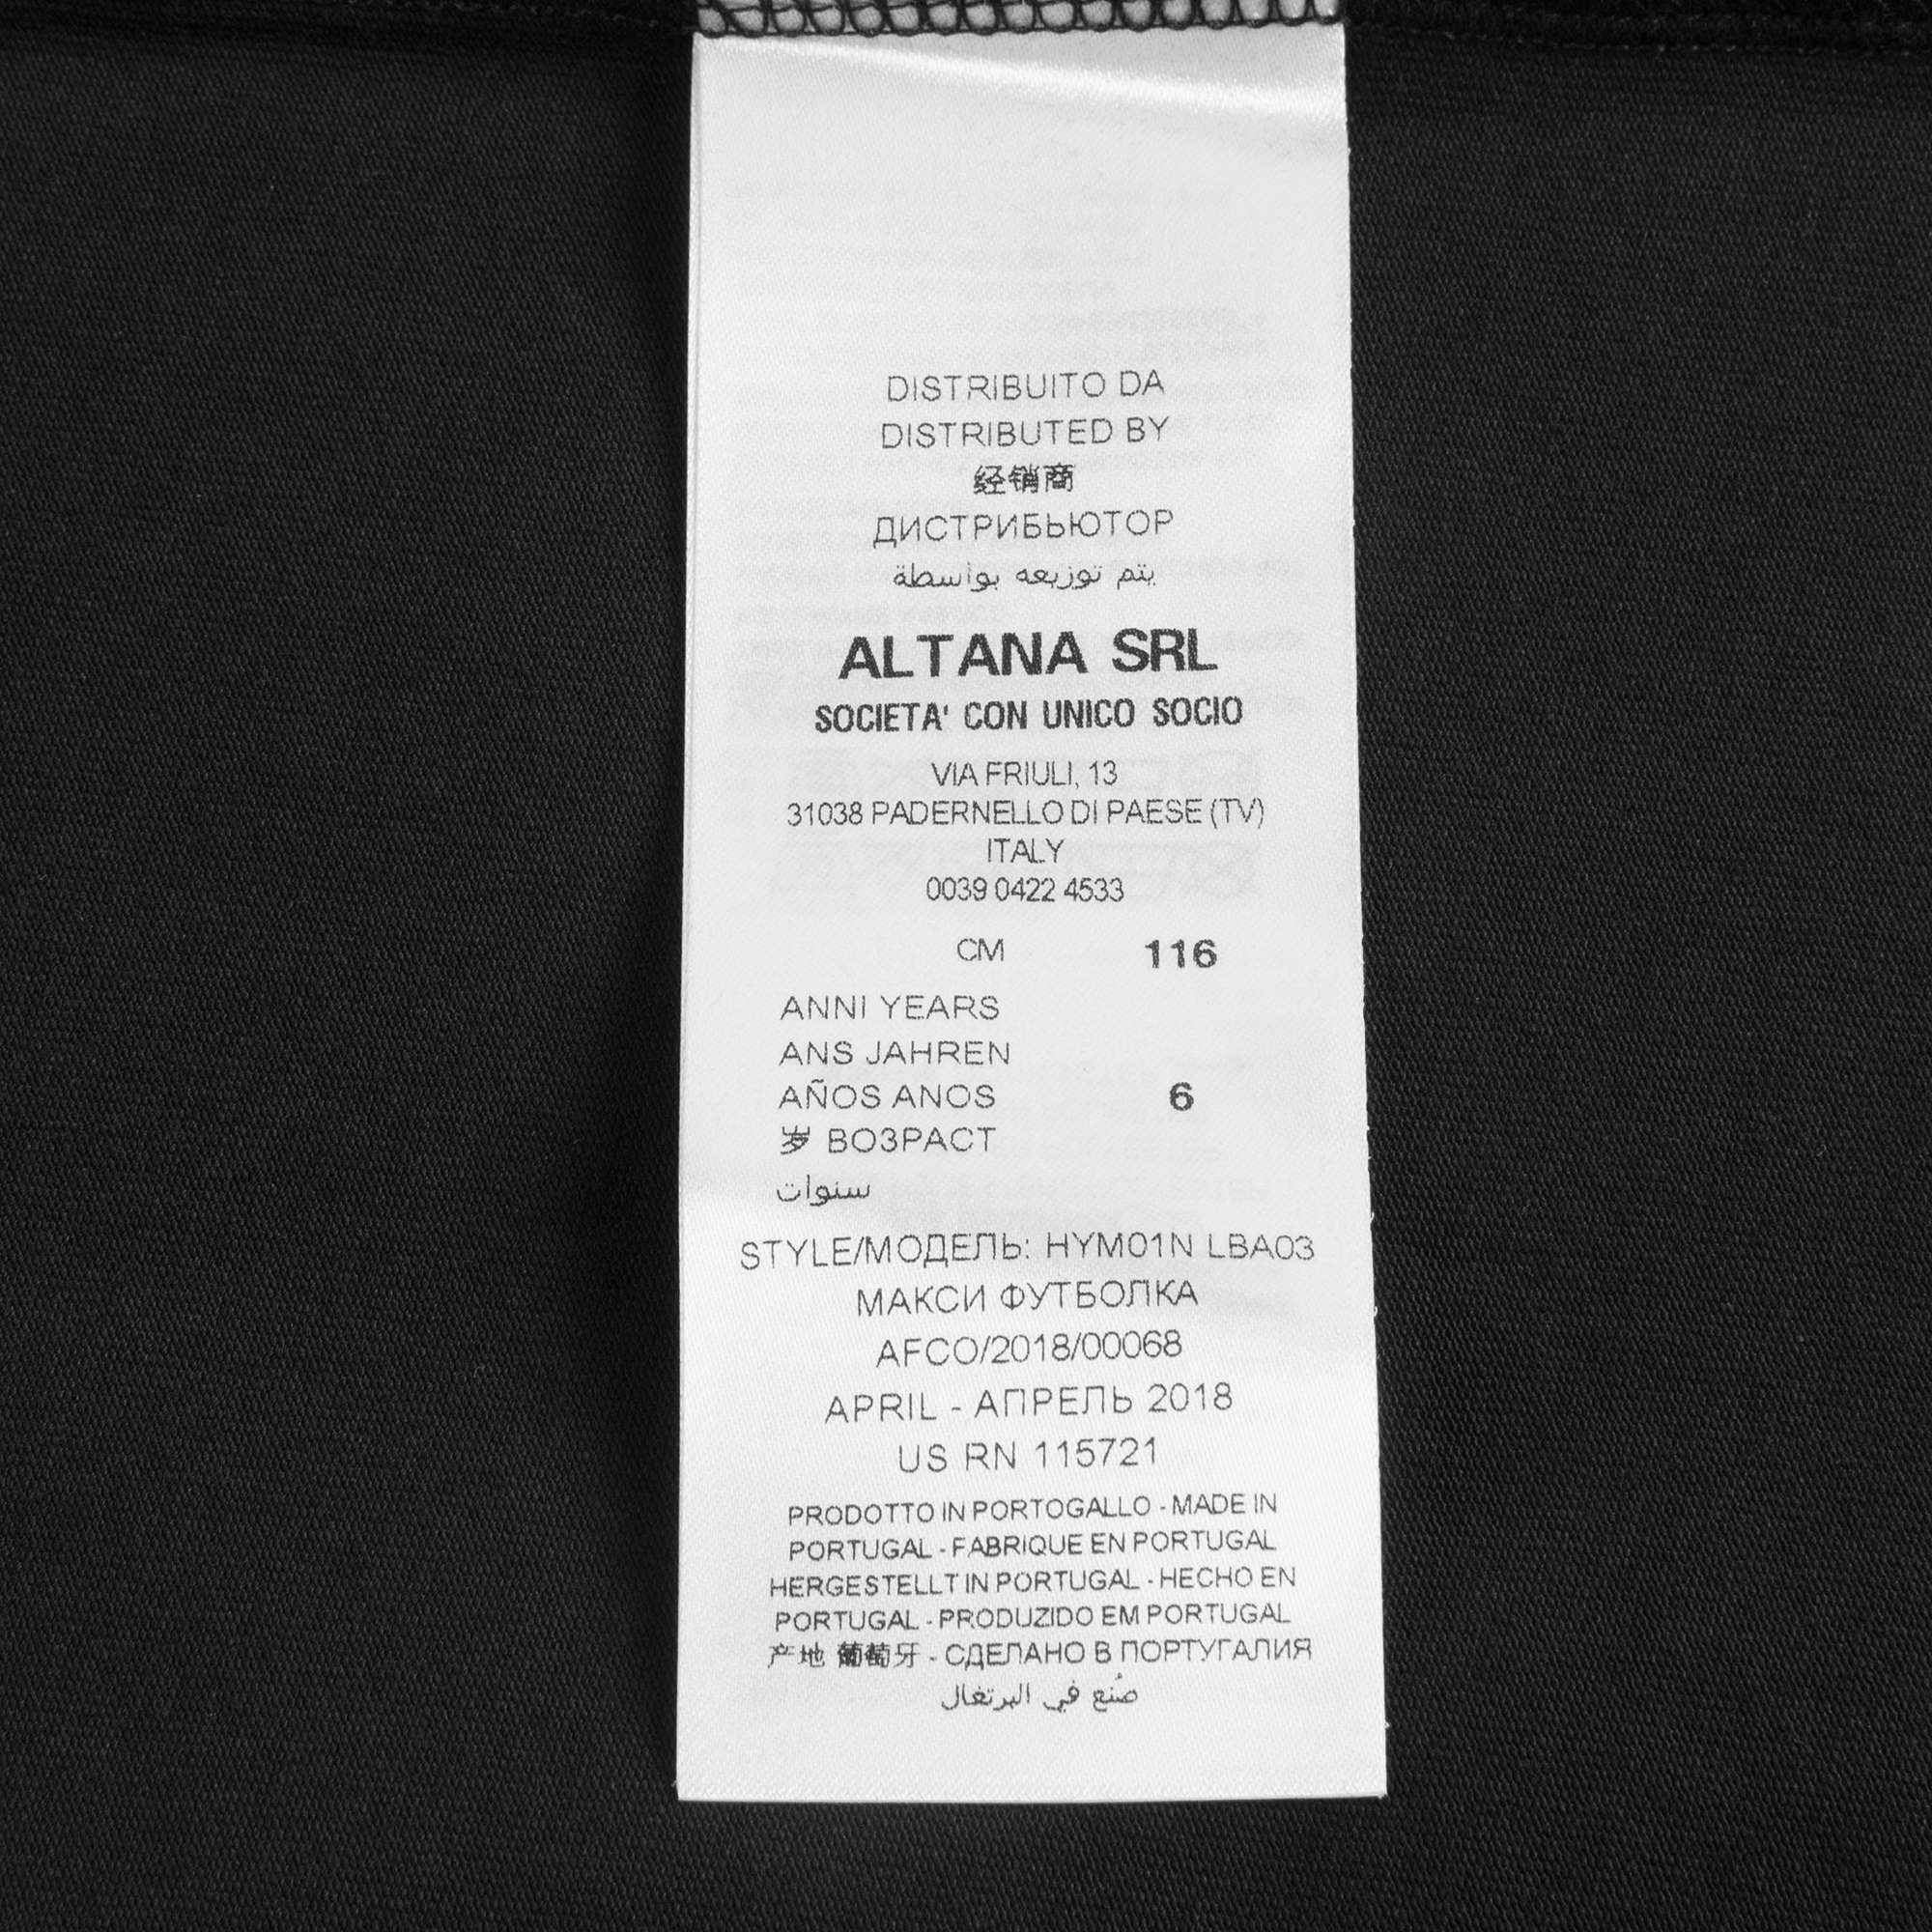 DISTRIBUITO DA
DISTRIBUTED BY
经销商
ДИСТРИБЬЮТОР
يتم توزيعه بواسطة
ALTANA SRL
SOCIETA' CON UNICO SOCIO
VIA FRIULI, 13
31038 PADERNELLO DI PAESE (TV)
ITALY
0039 0422 4533
CM 116
ANNI YEARS
ANS JAHREN
AÑOS ANOS 6
岁 ВОЗРАСТ
سنوات
STYLE/МОДЕЛЬ: HYM01N LBA03
МАКСИ ФУТБОЛКА
AFCO/2018/00068
APRIL - АПРЕЛЬ 2018
US RN 115721
PRODOTTO IN PORTOGALLO - MADE IN
PORTUGAL - FABRIQUE EN PORTUGAL
HERGESTELLT IN PORTUGAL - HECHO EN
PORTUGAL - PRODUZIDO EM PORTUGAL
产地 葡萄牙 - СДЕЛАНО В ПОРТУГАЛИЯ
صُنع في البرتغال